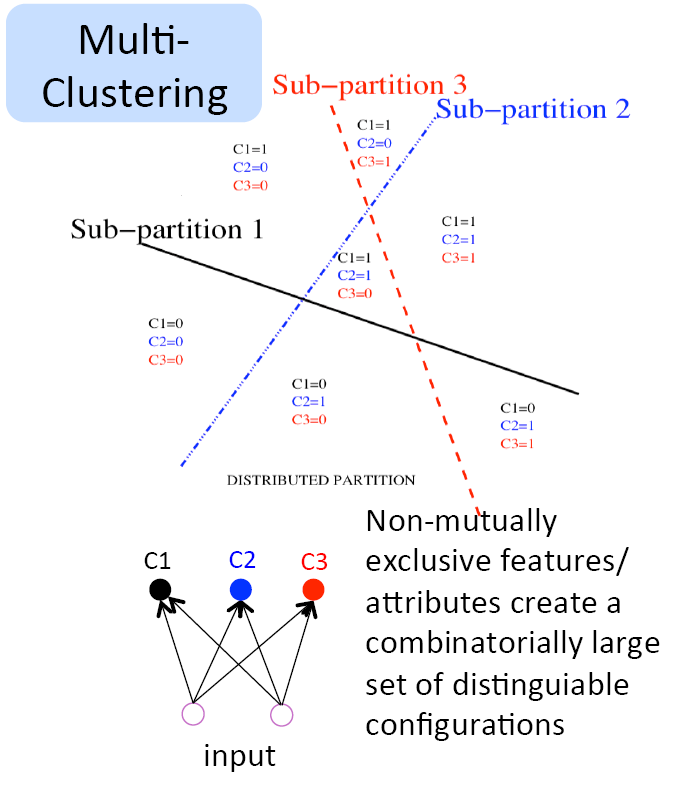 Multi-
Clustering
Sub-partition 3
Sub-partition 2
C1=1
C2=0
C3=1
C1=1
C2=0
C3=0
Sub-partition 1
C1=1
C2=1
C3=1
C1=1
C2=1
C3=0
C1=0
C2=0
C3=0
C1=0
C2=1
C3=0
C1=0
C2=1
C3=1
DISTRIBUTED PARTITION
C1
C2
C3
input
Non-mutually
exclusive features/
attributes create a
combinatorially large
set of distinguiable
configurations